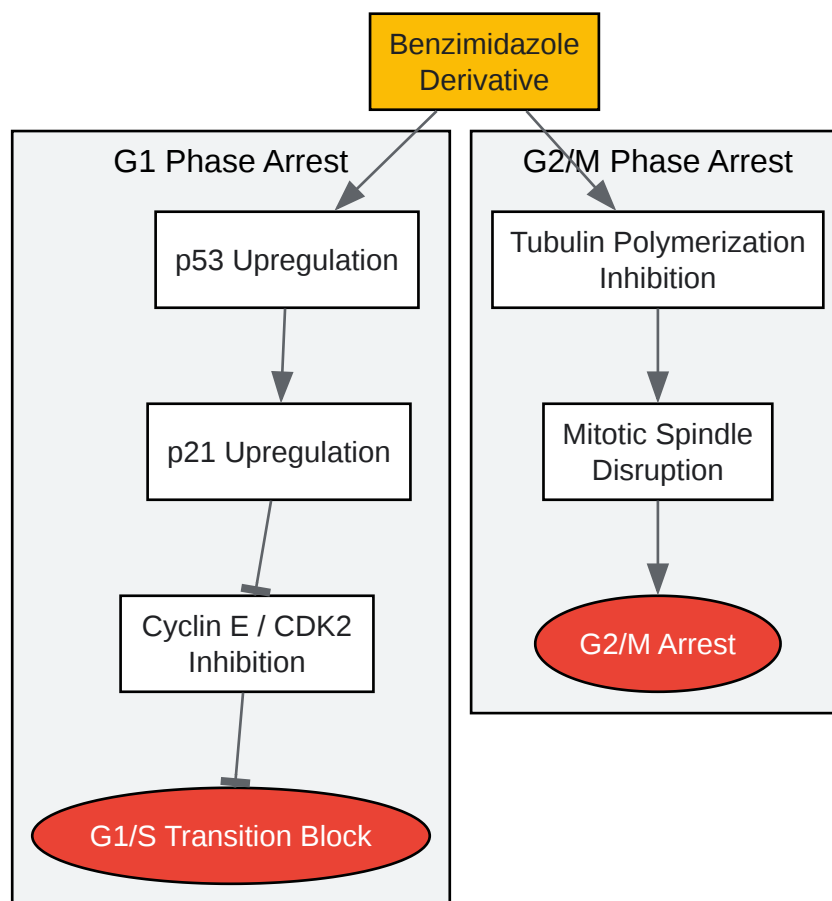 Benzimidazole
Derivative
G1 Phase Arrest
p53 Upregulation
p21 Upregulation
Cyclin E / CDK2
Inhibition
G1/S Transition Block
G2/M Phase Arrest
Tubulin Polymerization
Inhibition
Mitotic Spindle
Disruption
G2/M Arrest